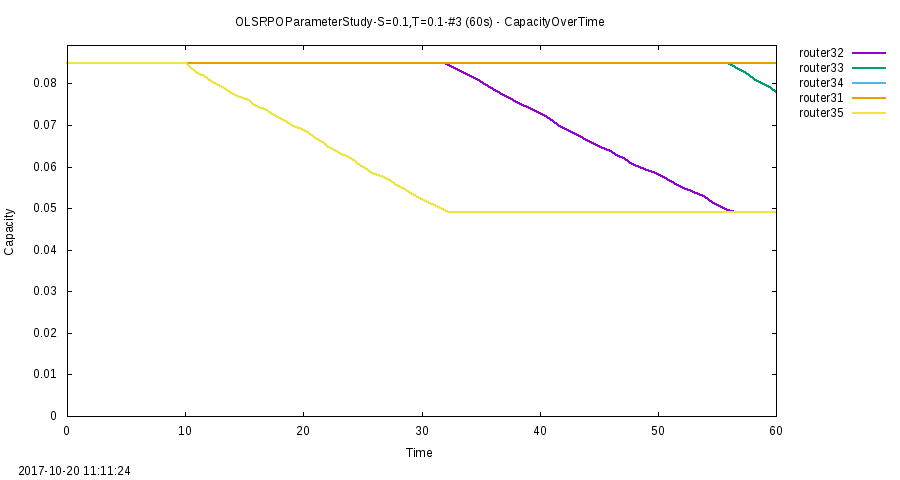 OLSRPOParameterStudy-S=0.1,T=0.1-#3 (60s) - CapacityOverTime
router32
router33
router34
router31
router35
0.08
0.07
0.06
0.05
0.04
0.03
0.02
0.01
0
Capacity
0 10 20 30 40 50 60
Time
2017-10-20 11:11:24